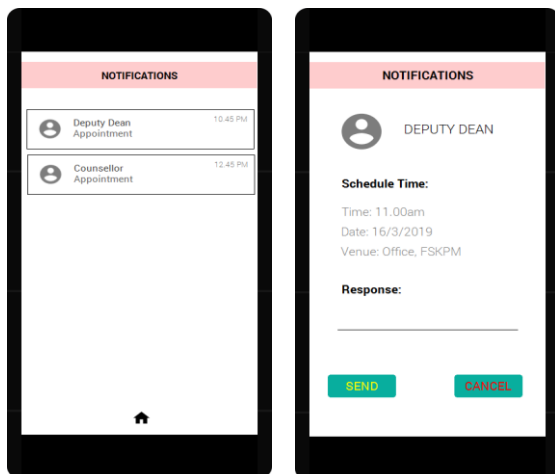 NOTIFICATIONS
Deputy Dean
10.45 PM
Appointment
Counsellor
12.45 PM
Appointment
NOTIFICATIONS
DEPUTY DEAN
Schedule Time:
Time: 11.00am
Date: 16/3/2019
Venue: Office, FSKPM
Response:
SEND
CANCEL